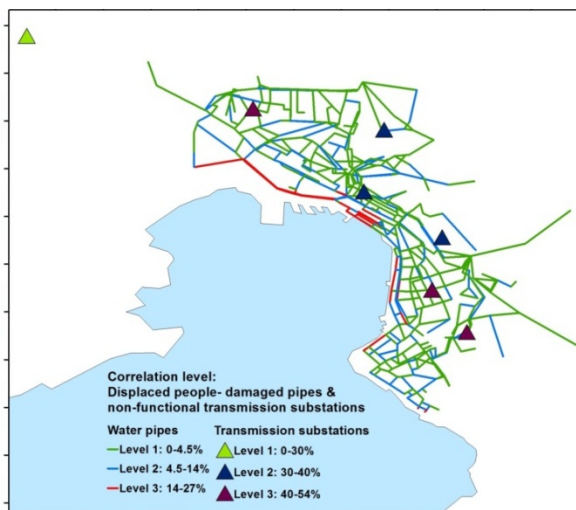 Correlation level:
Displaced people- damaged pipes &
non-functional transmission substations
Water pipes Transmission substations
Level 1: 0-4.5% Level 1: 0-30%
Level 2: 4.5-14% Level 2: 30-40%
Level 3: 14-27% Level 3: 40-54%